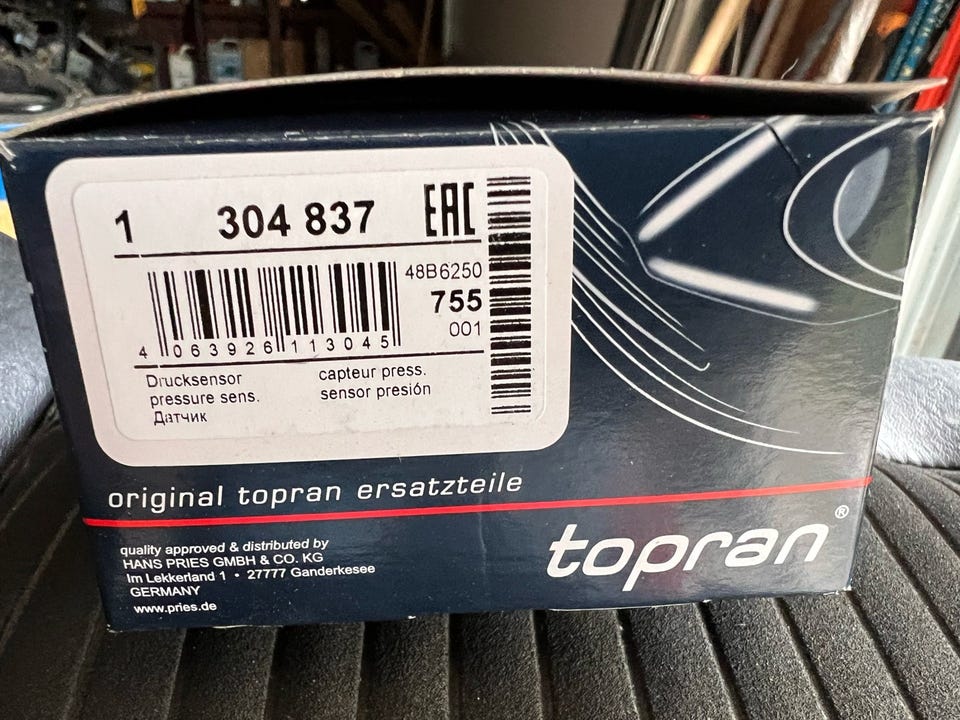 1 304 837 EAC
48B6250
755
001
4 063926 113045
Drucksensor capteur press.
pressure sens. sensor presión
Датчик
original topran ersatzteile
topran®
quality approved & distributed by
HANS PRIES GMBH & CO. KG
Im Lekkerland 1 • 27777 Ganderkesee
GERMANY
www.pries.de